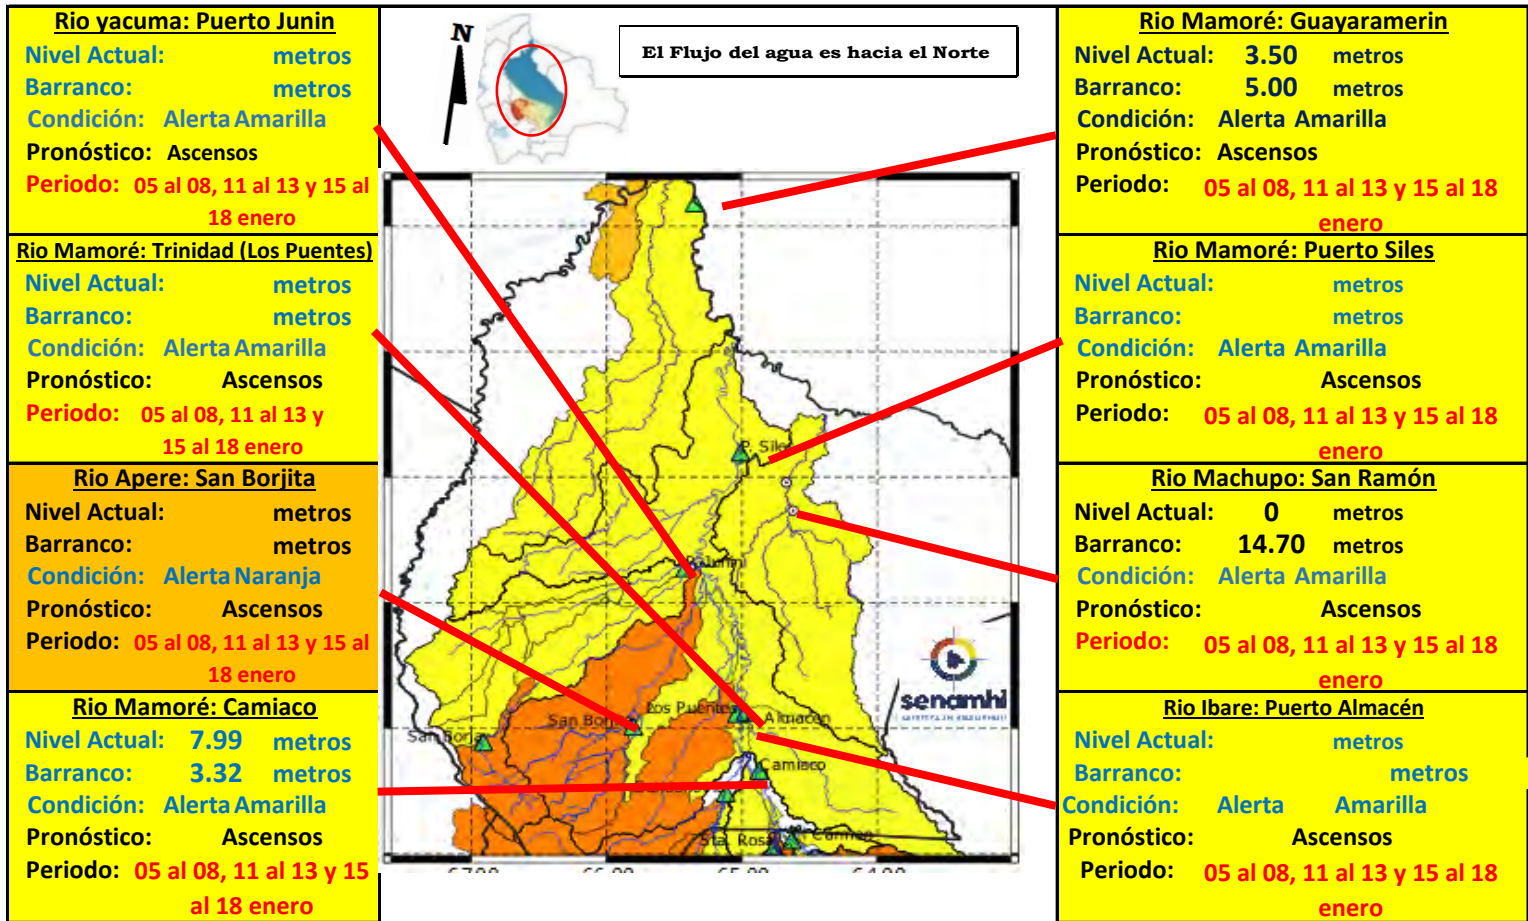 Rio yacuma: Puerto Junin
Nivel Actual: metros
Barranco: metros
Condición: Alerta Amarilla
Pronóstico: Ascensos
Periodo: 05 al 08, 11 al 13 y 15 al
18 enero
Rio Mamoré: Trinidad (Los Puentes)
Nivel Actual: metros
Barranco: metros
Condición: Alerta Amarilla
Pronóstico: Ascensos
Periodo: 05 al 08, 11 al 13 y
15 al 18 enero
Rio Apere: San Borjita
Nivel Actual: metros
Barranco: metros
Condición: Alerta Naranja
Pronóstico: Ascensos
Periodo: 05 al 08, 11 al 13 y 15 al
18 enero
Rio Mamoré: Camiaco
Nivel Actual: 7.99 metros
Barranco: 3.32 metros
Condición: Alerta Amarilla
Pronóstico: Ascensos
Periodo: 05 al 08, 11 al 13 y 15
al 18 enero
N
El Flujo del agua es hacia el Norte
P. Siles
Junin
Los Puentes
Almacén
San Borjita
San Borja
Camiaco
Sta. Rosa
Carmen
senamhi
Rio Mamoré: Guayaramerin
Nivel Actual: 3.50 metros
Barranco: 5.00 metros
Condición: Alerta Amarilla
Pronóstico: Ascensos
Periodo: 05 al 08, 11 al 13 y 15 al 18
enero
Rio Mamoré: Puerto Siles
Nivel Actual: metros
Barranco: metros
Condición: Alerta Amarilla
Pronóstico: Ascensos
Periodo: 05 al 08, 11 al 13 y 15 al 18
enero
Rio Machupo: San Ramón
Nivel Actual: 0 metros
Barranco: 14.70 metros
Condición: Alerta Amarilla
Pronóstico: Ascensos
Periodo: 05 al 08, 11 al 13 y 15 al 18
enero
Rio Ibare: Puerto Almacén
Nivel Actual: metros
Barranco: metros
Condición: Alerta Amarilla
Pronóstico: Ascensos
Periodo: 05 al 08, 11 al 13 y 15 al 18
enero